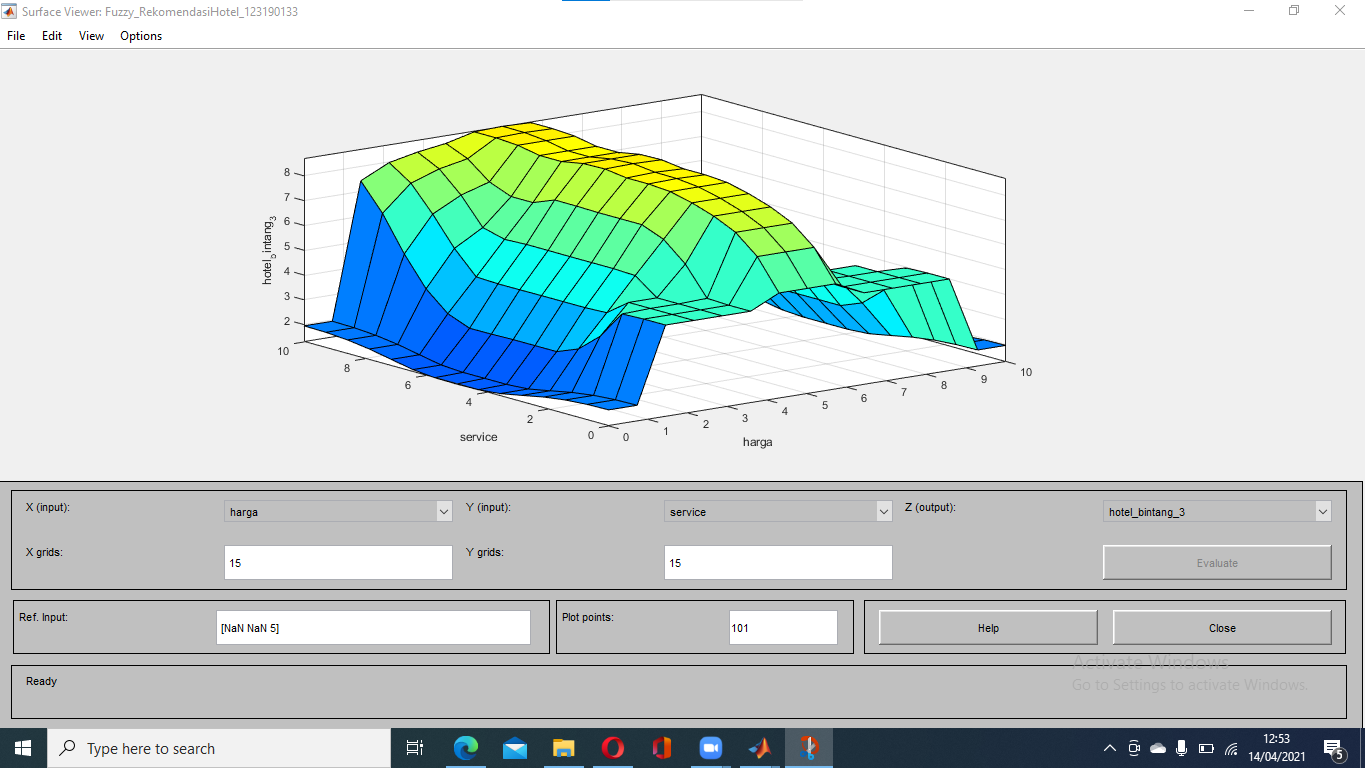 Surface Viewer: Fuzzy_RekomendasiHotel_123190133
File Edit View Options
8
7
6
5
4
3
2
hotel_bintang_3
10
8
6
4
2
0
service
0
1
2
3
4
5
6
7
8
9
10
harga
X (input): harga Y (input): service Z (output): hotel_bintang_3
X grids: 15 Y grids: 15 Evaluate
Ref. Input: [NaN NaN 5] Plot points: 101 Help Close
Activate Windows
Go to Settings to activate Windows.
Ready
Type here to search
12:53
14/04/2021
5